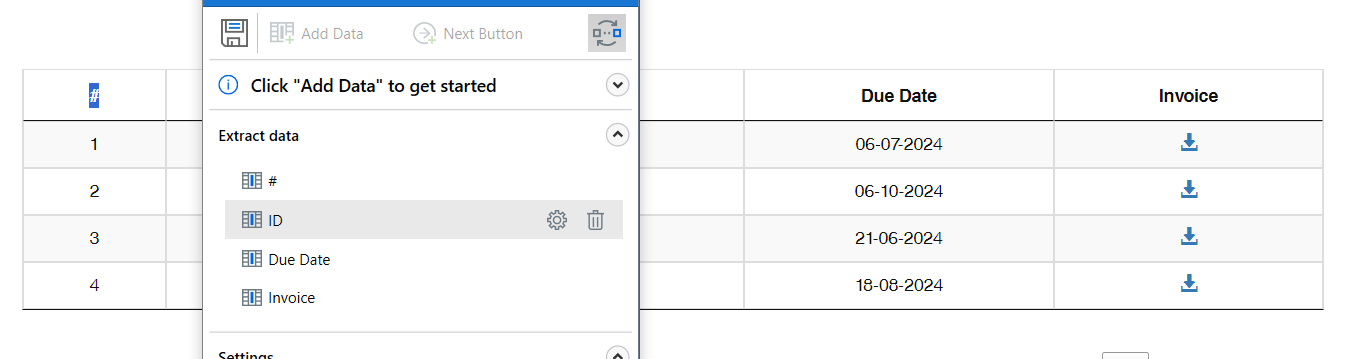 Add Data
Next Button
Click "Add Data" to get started
Extract data
#
ID
Due Date
Invoice
Settings
# Due Date Invoice
1 06-07-2024
2 06-10-2024
3 21-06-2024
4 18-08-2024